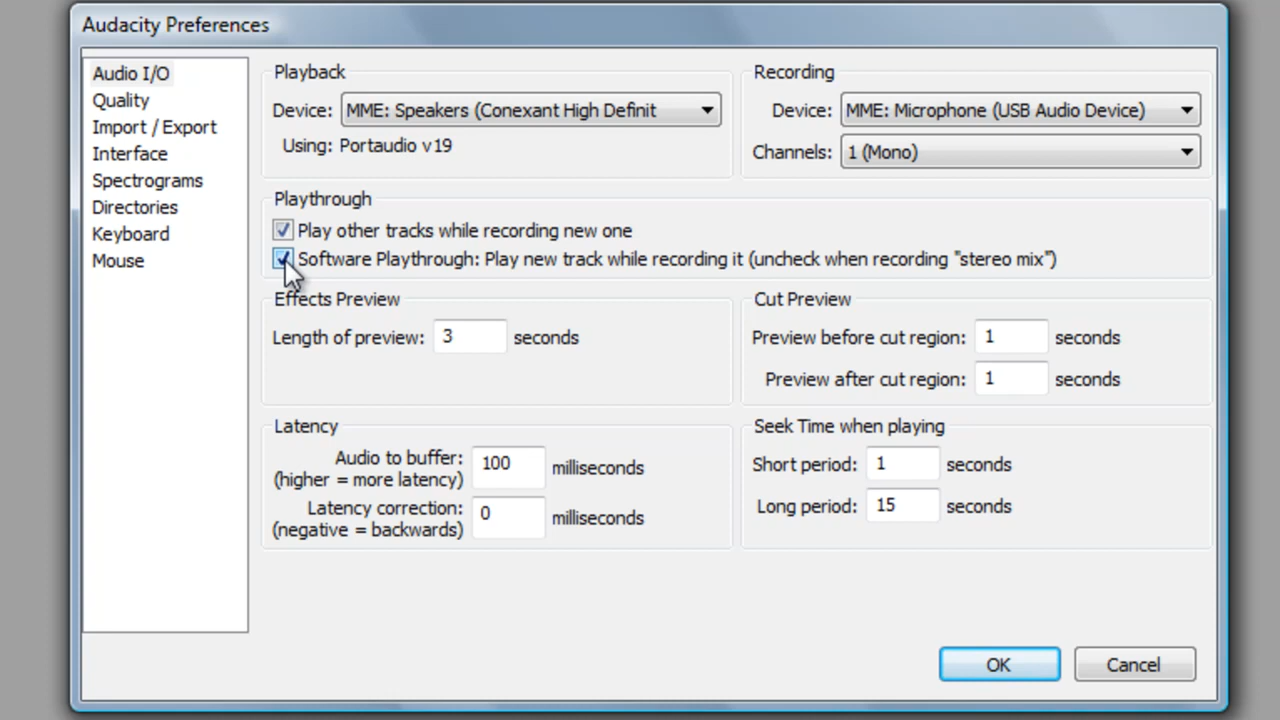 Audacity Preferences
Audio I/O
Quality
Import / Export
Interface
Spectrograms
Directories
Keyboard
Mouse
Playback
Device: MME: Speakers (Conexant High Definit
Using: Portaudio v19
Recording
Device: MME: Microphone (USB Audio Device)
Channels: 1 (Mono)
Playthrough
Play other tracks while recording new one
Software Playthrough: Play new track while recording it (uncheck when recording "stereo mix")
Effects Preview
Length of preview: 3 seconds
Cut Preview
Preview before cut region: 1 seconds
Preview after cut region: 1 seconds
Latency
Audio to buffer:
(higher = more latency) 100 milliseconds
Latency correction:
(negative = backwards) 0 milliseconds
Seek Time when playing
Short period: 1 seconds
Long period: 15 seconds
OK
Cancel